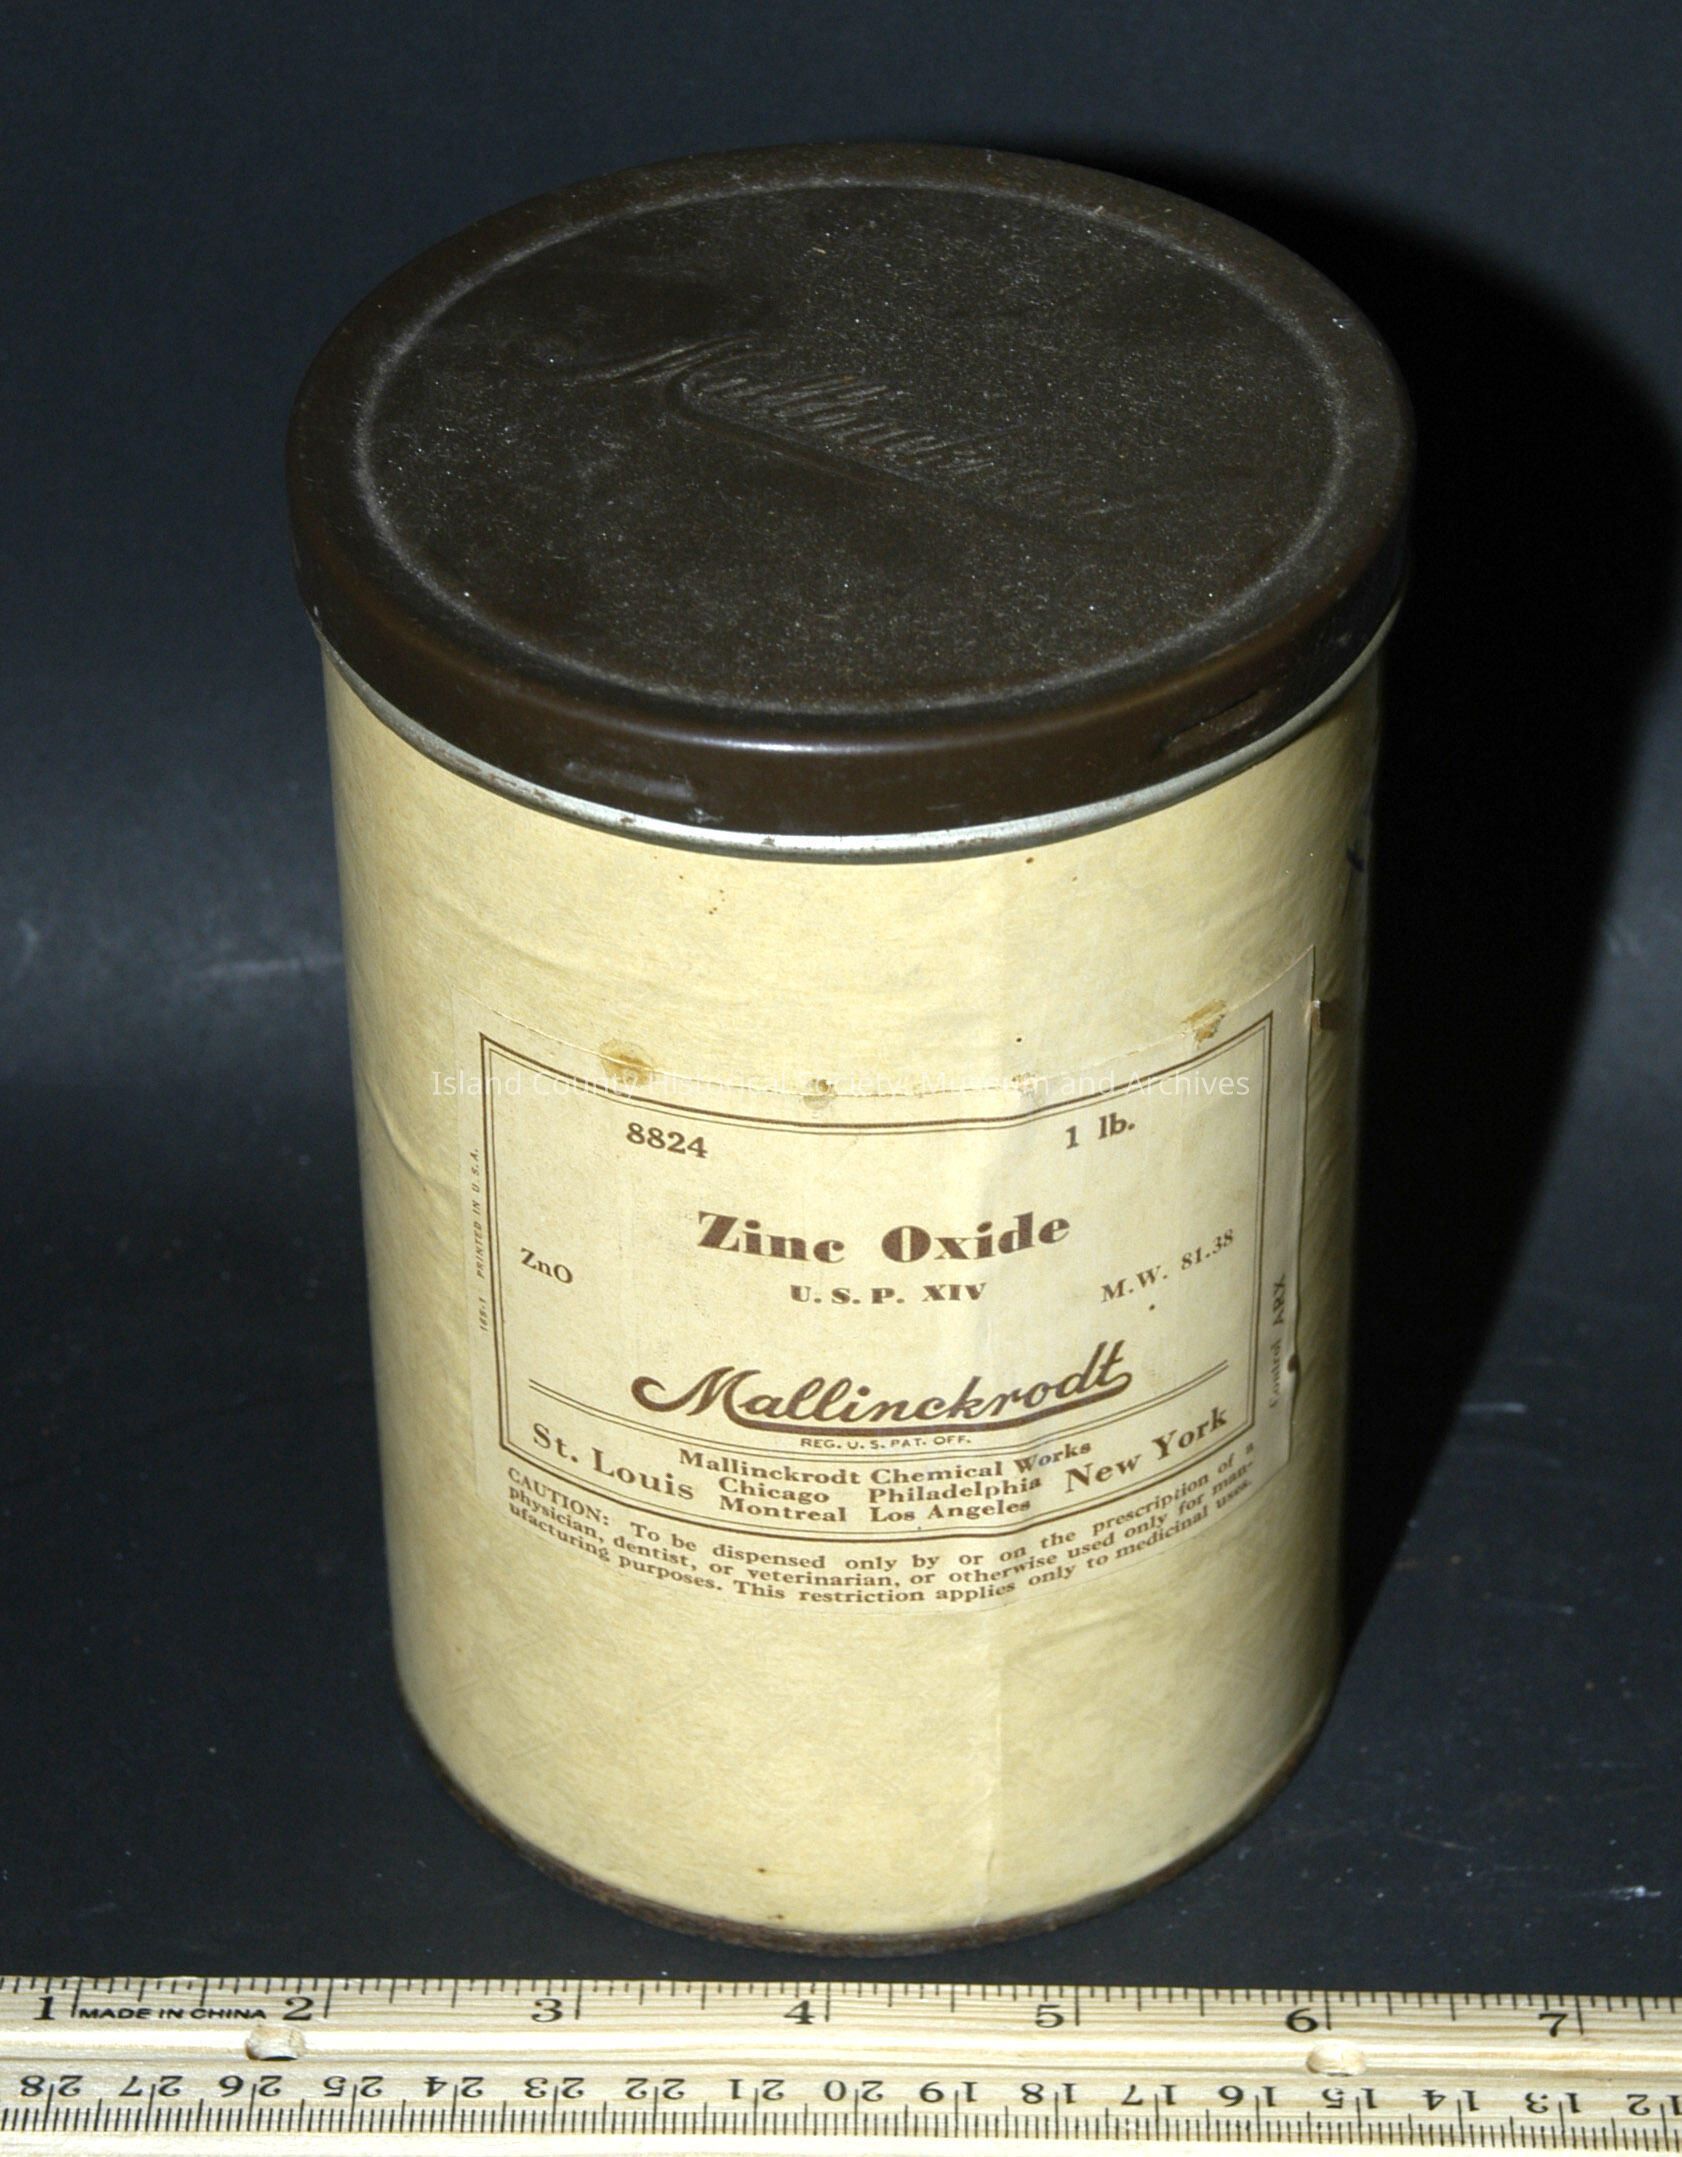 Mallinckrodt
Island County Historical Society, Museum and Archives
8824 1 lb.
Zinc Oxide
ZnO U. S. P. XIV M.W. 81.38
Mallinckrodt
REG. U. S. PAT. OFF.
Mallinckrodt Chemical Works
St. Louis Chicago Philadelphia New York
Montreal Los Angeles
CAUTION: To be dispensed only by or on the prescription of a
physician, dentist, or veterinarian, or otherwise used only for man-
ufacturing purposes. This restriction applies only to medicinal uses.
PRINTED IN U.S.A.
Control ARX
1 MADE IN CHINA 2 3 4 5 6 7
28 27 26 25 24 23 22 21 20 19 18 17 16 15 14 13 12